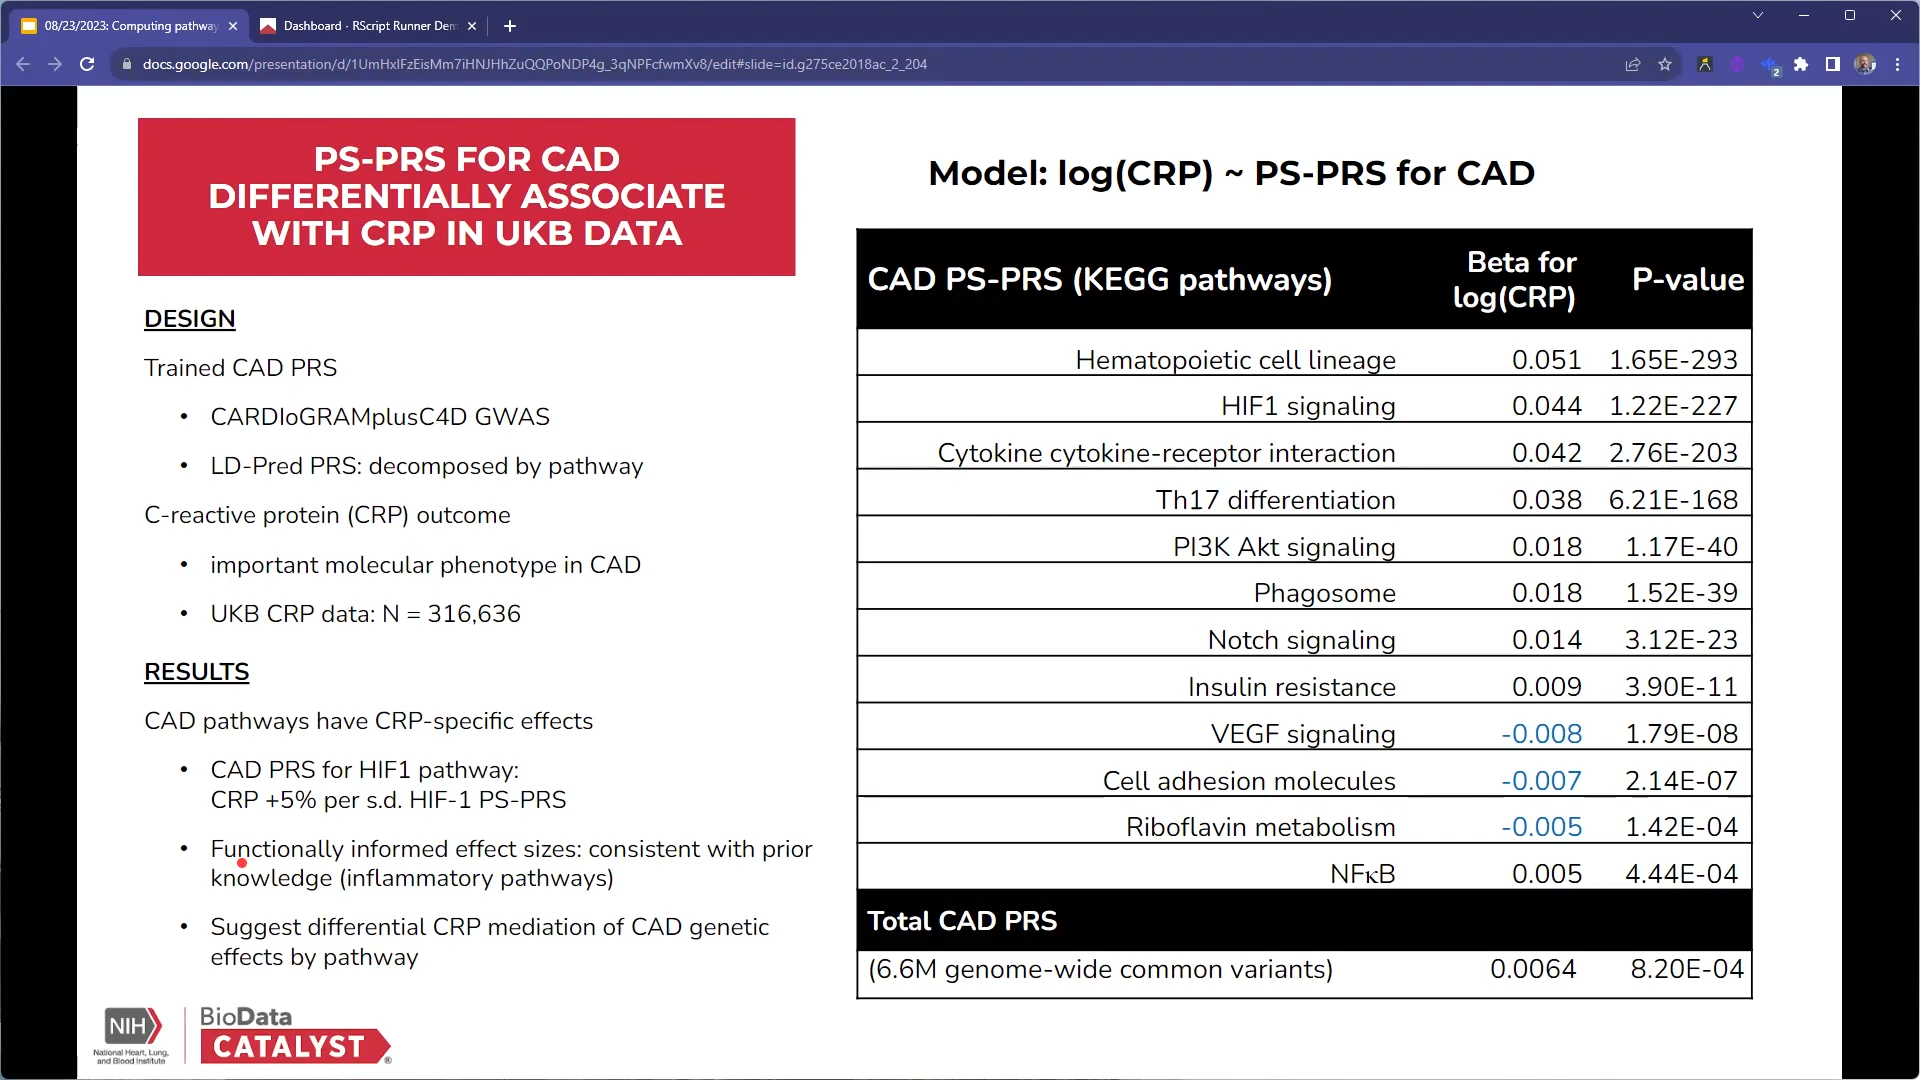 08/23/2023: Computing pathway
Dashboard · RScript Runner Dem
docs.google.com/presentation/d/1UmHxlFzEisMm7iHNJHhZuQQPoNDP4g_3qNPFcfwmXv8/edit#slide=id.g275ce2018ac_2_204
2
PS-PRS FOR CAD
DIFFERENTIALLY ASSOCIATE
WITH CRP IN UKB DATA
DESIGN
Trained CAD PRS
• CARDIoGRAMplusC4D GWAS
• LD-Pred PRS: decomposed by pathway
C-reactive protein (CRP) outcome
• important molecular phenotype in CAD
• UKB CRP data: N = 316,636
RESULTS
CAD pathways have CRP-specific effects
• CAD PRS for HIF1 pathway:
CRP +5% per s.d. HIF-1 PS-PRS
• Functionally informed effect sizes: consistent with prior
knowledge (inflammatory pathways)
• Suggest differential CRP mediation of CAD genetic
effects by pathway
NIH
National Heart, Lung,
and Blood Institute
BioData
CATALYST®
Model: log(CRP) ~ PS-PRS for CAD
CAD PS-PRS (KEGG pathways) Beta for log(CRP) P-value
Hematopoietic cell lineage 0.051 1.65E-293
HIF1 signaling 0.044 1.22E-227
Cytokine cytokine-receptor interaction 0.042 2.76E-203
Th17 differentiation 0.038 6.21E-168
PI3K Akt signaling 0.018 1.17E-40
Phagosome 0.018 1.52E-39
Notch signaling 0.014 3.12E-23
Insulin resistance 0.009 3.90E-11
VEGF signaling -0.008 1.79E-08
Cell adhesion molecules -0.007 2.14E-07
Riboflavin metabolism -0.005 1.42E-04
NFκB 0.005 4.44E-04
Total CAD PRS
(6.6M genome-wide common variants) 0.0064 8.20E-04